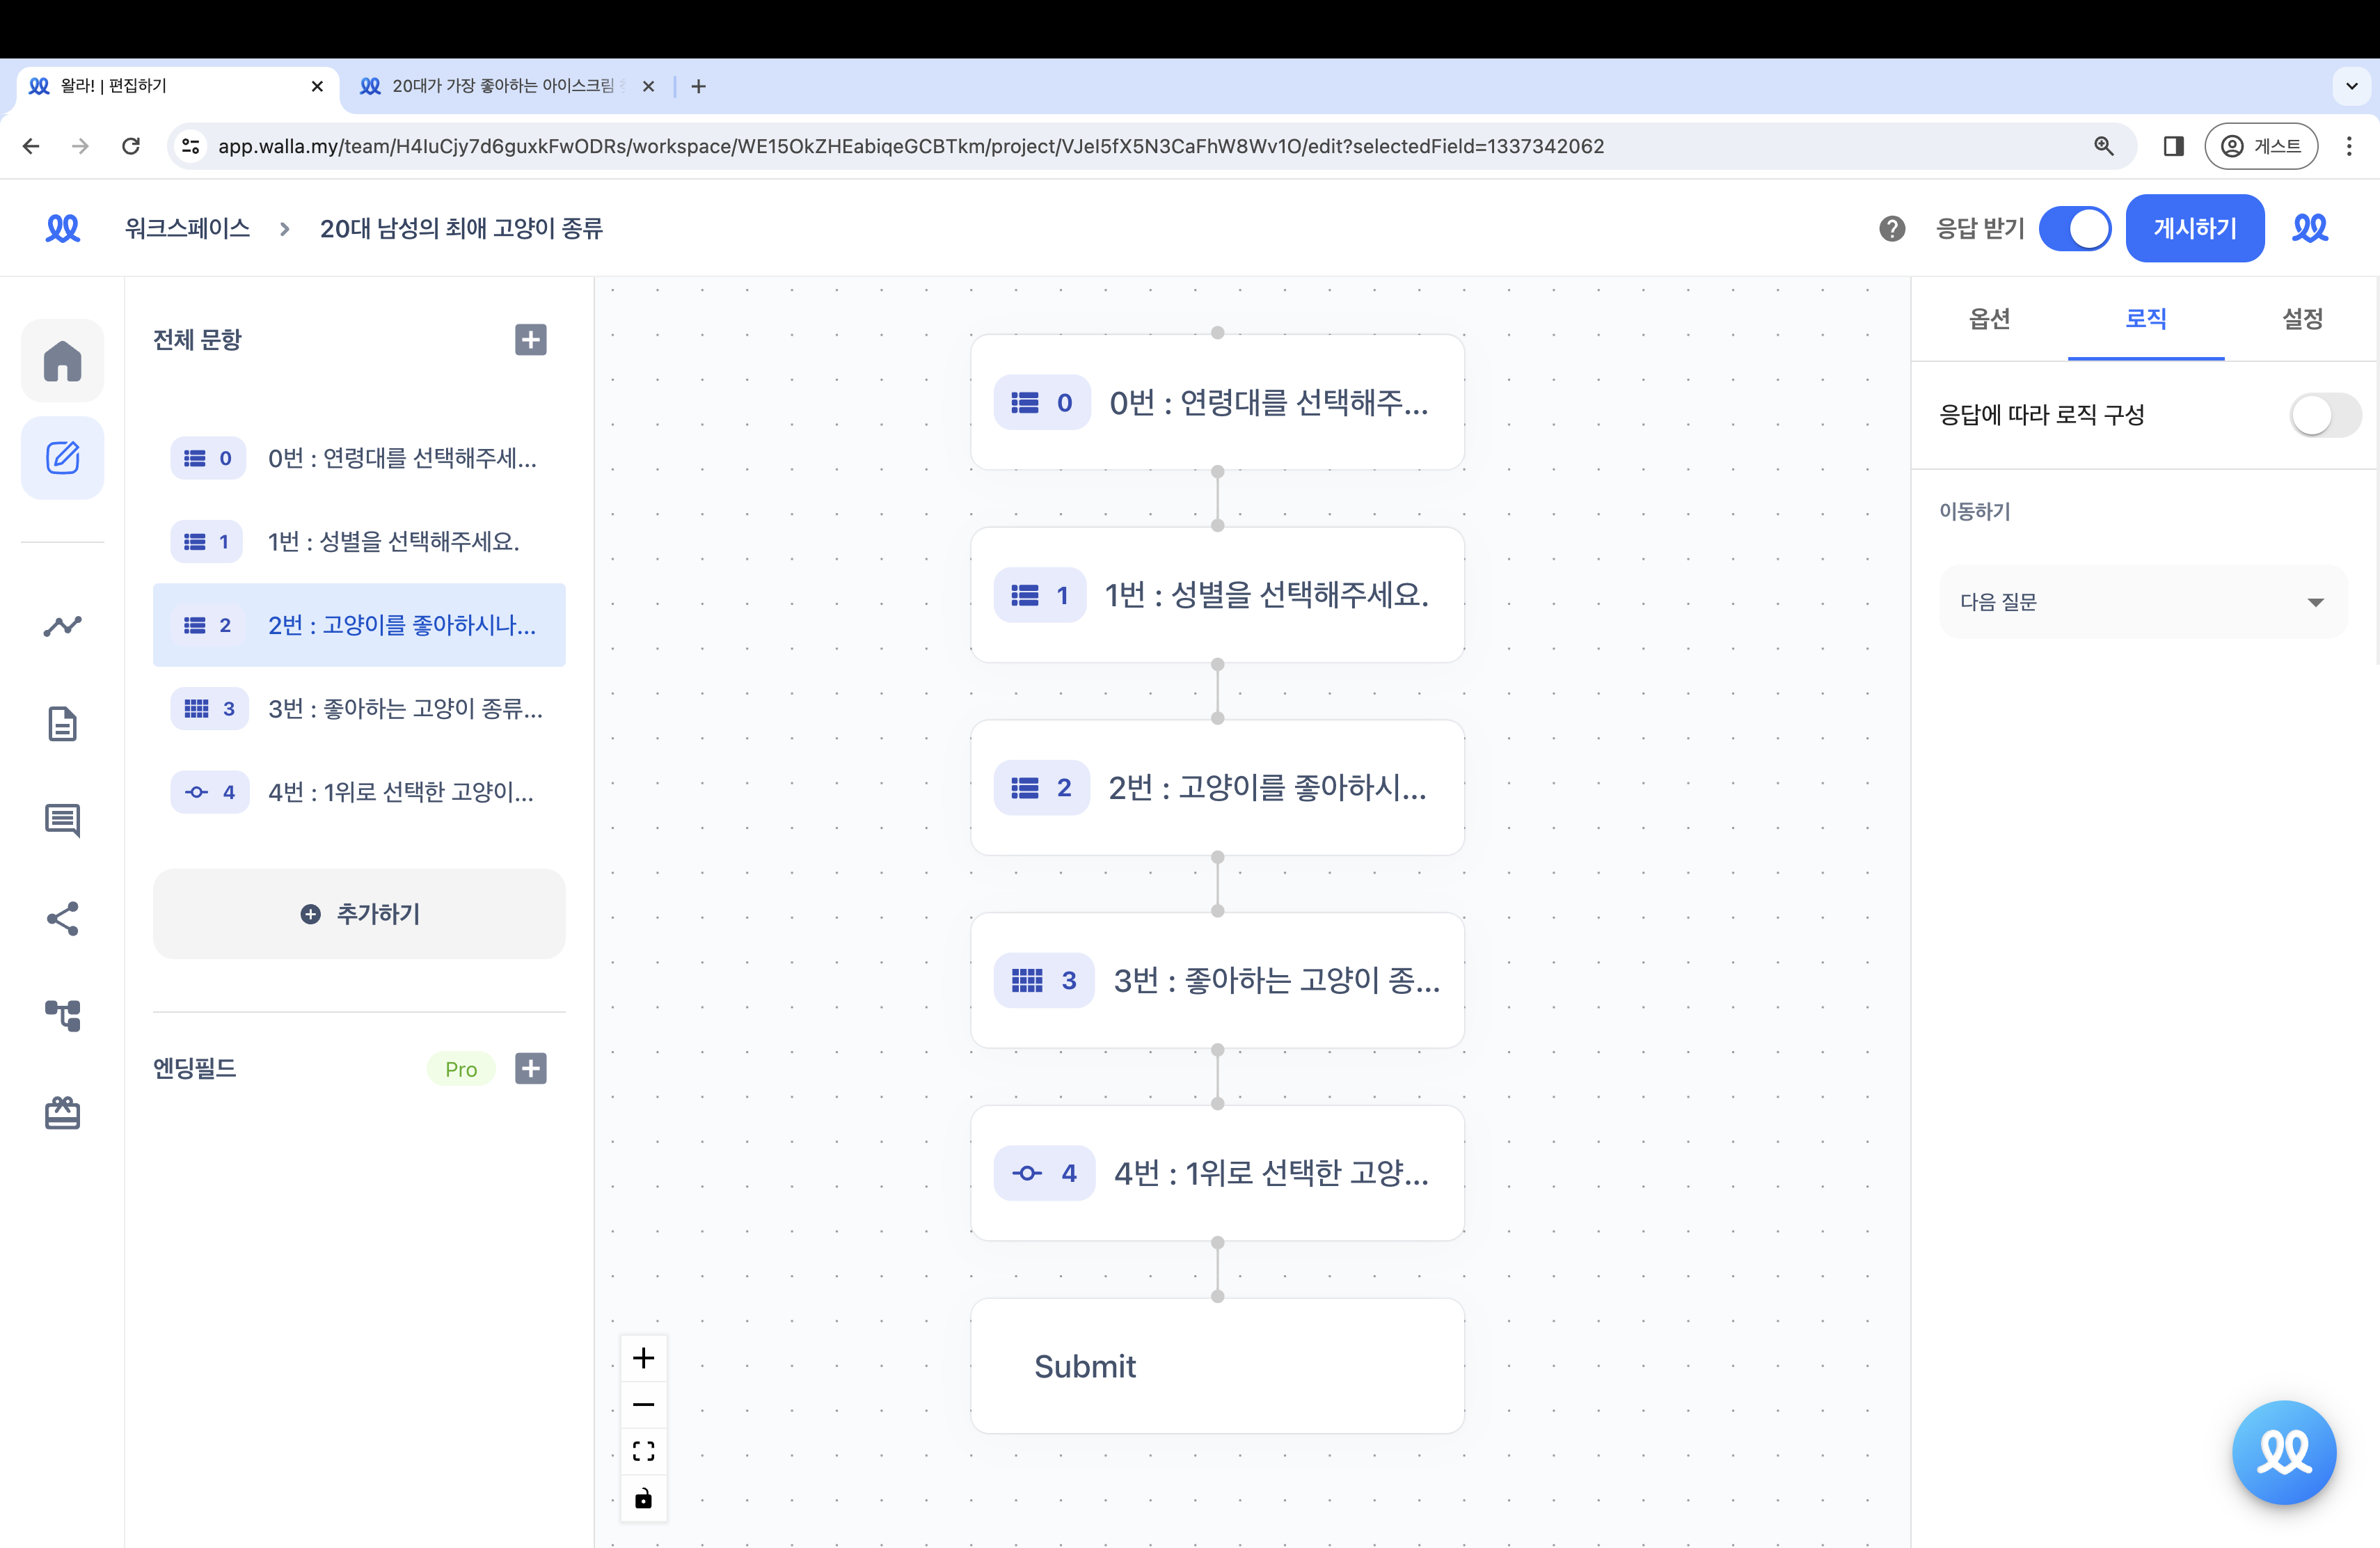 왈라! | 편집하기
20대가 가장 좋아하는 아이스크림
app.walla.my/team/H4IuCjy7d6guxkFwODRs/workspace/WE15OkZHEabiqeGCBTkm/project/VJel5fX5N3CaFhW8Wv1O/edit?selectedField=1337342062
게스트
워크스페이스 > 20대 남성의 최애 고양이 종류
응답 받기
게시하기
전체 문항
0 0번 : 연령대를 선택해주세...
1 1번 : 성별을 선택해주세요.
2 2번 : 고양이를 좋아하시나...
3 3번 : 좋아하는 고양이 종류...
4 4번 : 1위로 선택한 고양이...
추가하기
엔딩필드 Pro
0 0번 : 연령대를 선택해주...
1 1번 : 성별을 선택해주세요.
2 2번 : 고양이를 좋아하시...
3 3번 : 좋아하는 고양이 종...
4 4번 : 1위로 선택한 고양...
Submit
옵션 로직 설정
응답에 따라 로직 구성
이동하기
다음 질문